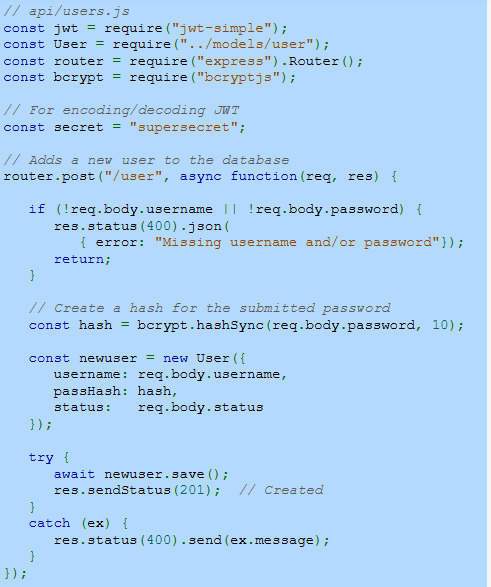 // api/users.js
const jwt = require("jwt-simple");
const User = require("../models/user");
const router = require("express").Router();
const bcrypt = require("bcryptjs");

// For encoding/decoding JWT
const secret = "supersecret";

// Adds a new user to the database
router.post("/user", async function(req, res) {

   if (!req.body.username || !req.body.password) {
      res.status(400).json(
         { error: "Missing username and/or password"});
      return;
   }

   // Create a hash for the submitted password
   const hash = bcrypt.hashSync(req.body.password, 10);

   const newuser = new User({
      username: req.body.username,
      passHash: hash,
      status:   req.body.status
   });

   try {
      await newuser.save();
      res.sendStatus(201);  // Created
   }
   catch (ex) {
      res.status(400).send(ex.message);
   }
});